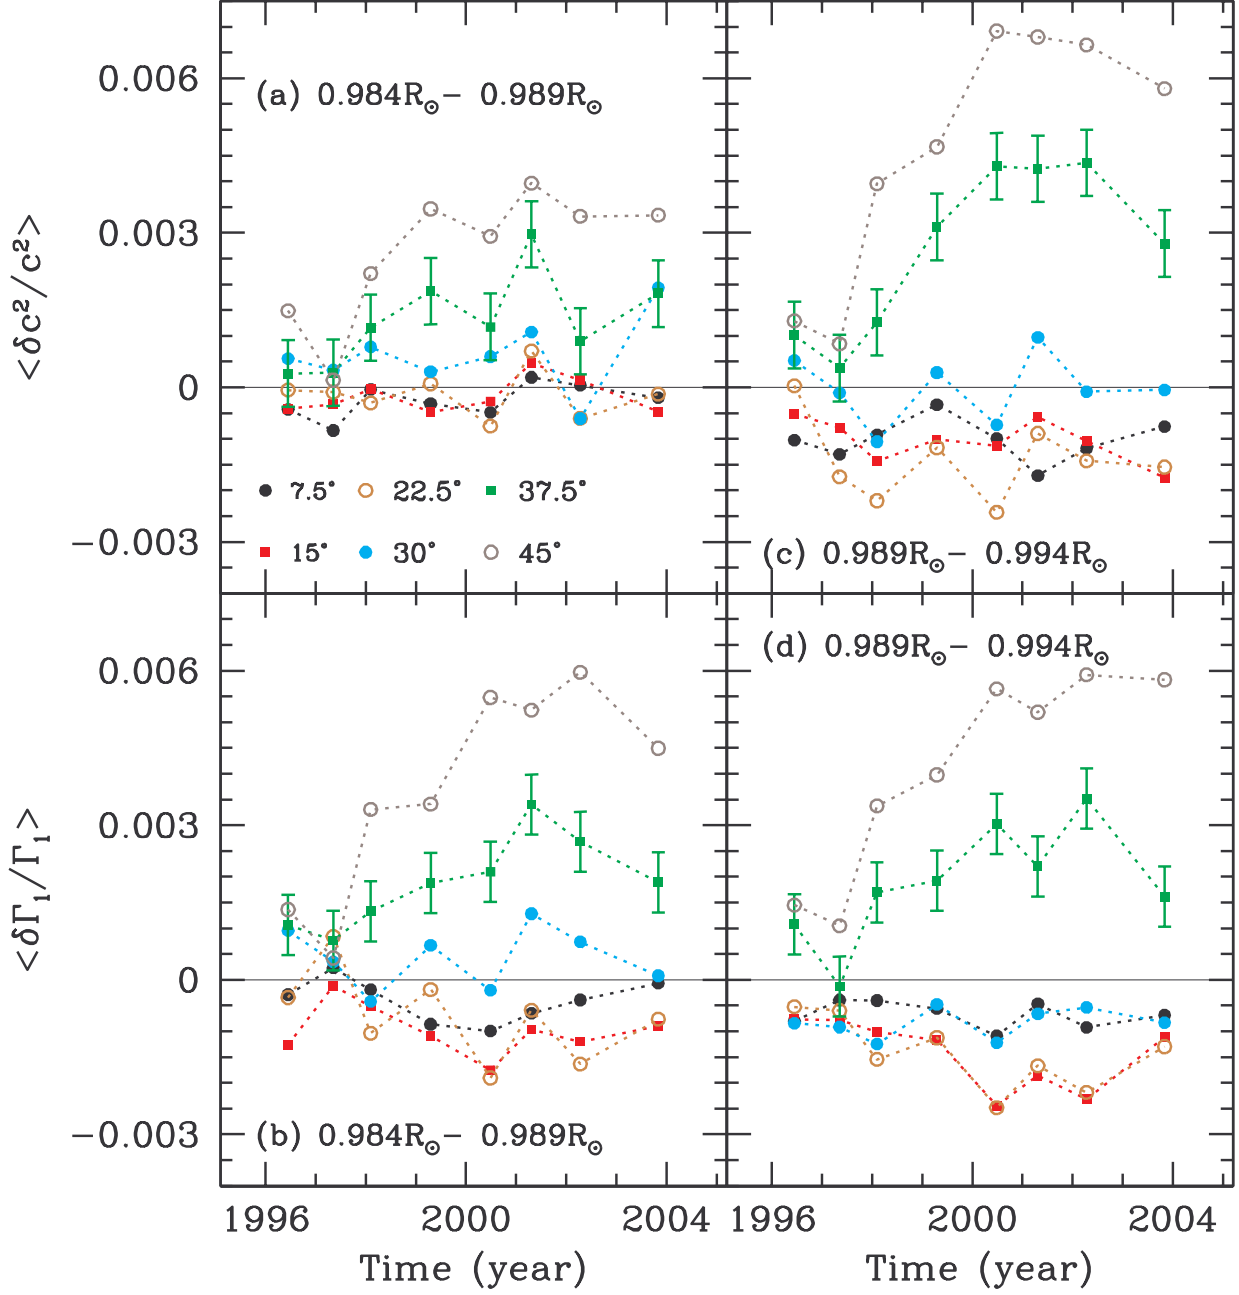 0.006
0.003
0
−0.003
<δc²/c²>
(a) 0.984R⊙− 0.989R⊙
7.5° 22.5° 37.5°
15° 30° 45°
(c) 0.989R⊙− 0.994R⊙
0.006
0.003
0
−0.003
<δΓ₁/Γ₁>
(b) 0.984R⊙− 0.989R⊙
(d) 0.989R⊙− 0.994R⊙
1996 2000 2004 1996 2000 2004
Time (year) Time (year)